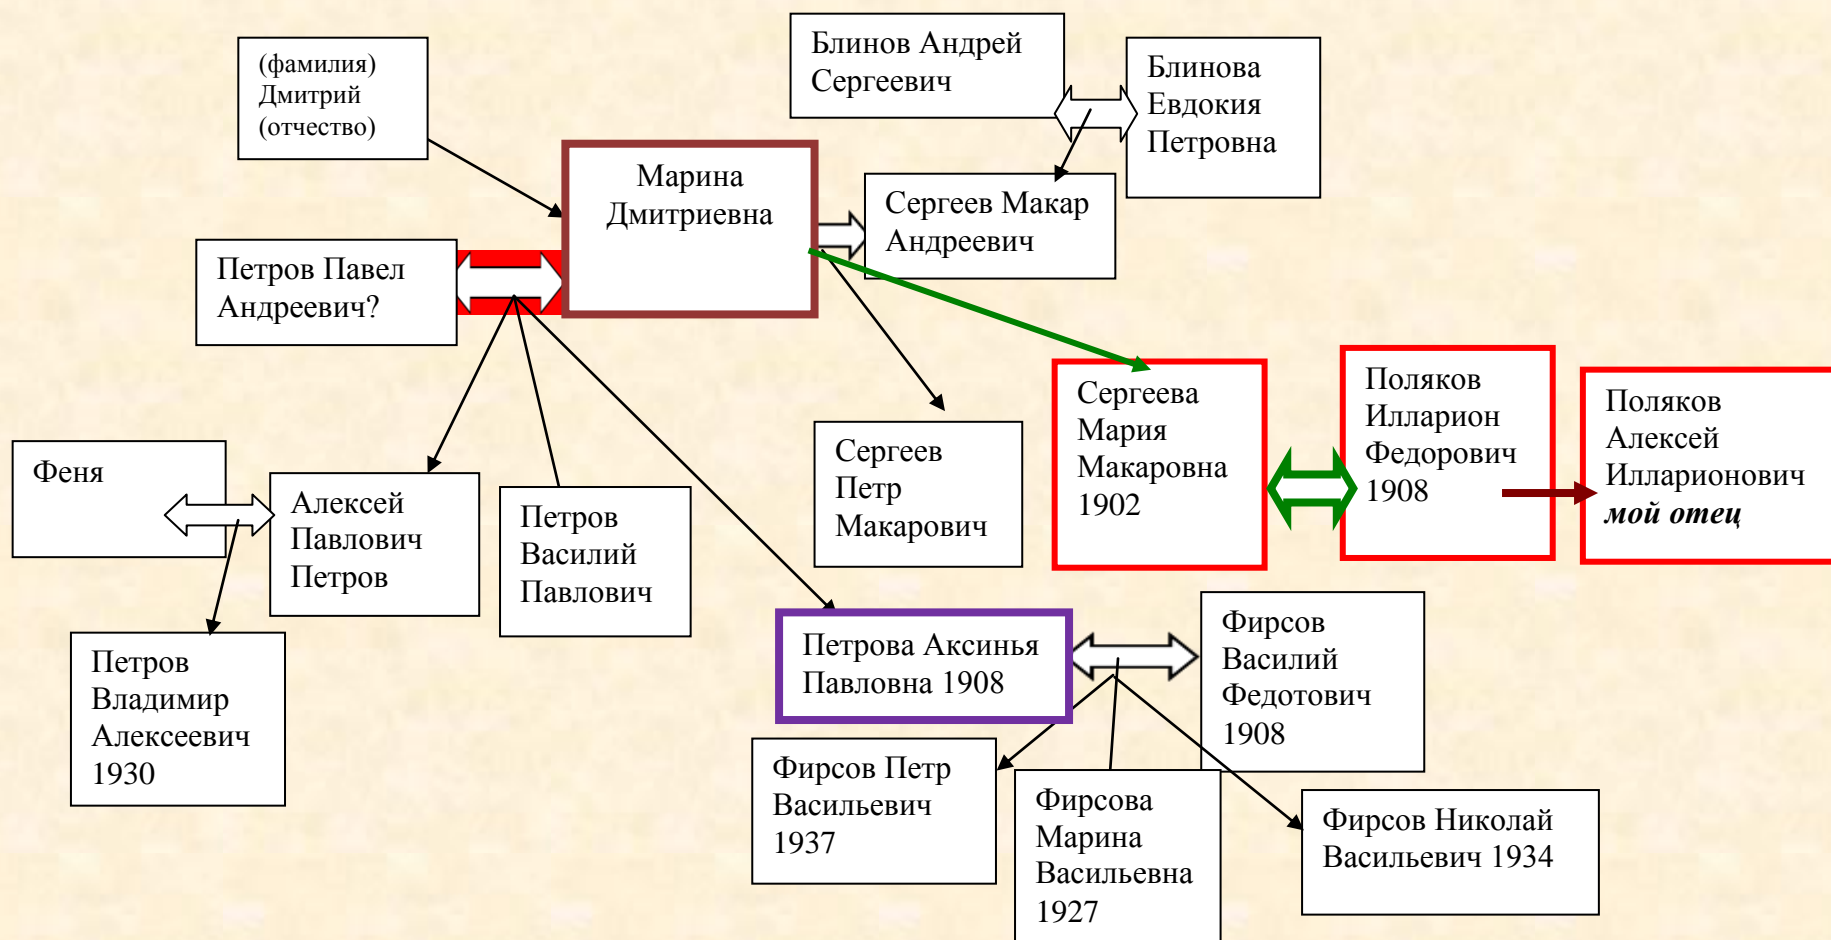 (фамилия)
Дмитрий
(отчество)
Блинов Андрей
Сергеевич
Блинова
Евдокия
Петровна
Марина
Дмитриевна
Сергеев Макар
Андреевич
Петров Павел
Андреевич?
Сергеева
Мария
Макаровна
1902
Поляков
Илларион
Федорович
1908
Поляков
Алексей
Илларионович
мой отец
Феня
Алексей
Павлович
Петров
Петров
Василий
Павлович
Сергеев
Петр
Макарович
Петрова Аксинья
Павловна 1908
Фирсов
Василий
Федотович
1908
Петров
Владимир
Алексеевич
1930
Фирсов Петр
Васильевич
1937
Фирсова
Марина
Васильевна
1927
Фирсов Николай
Васильевич 1934